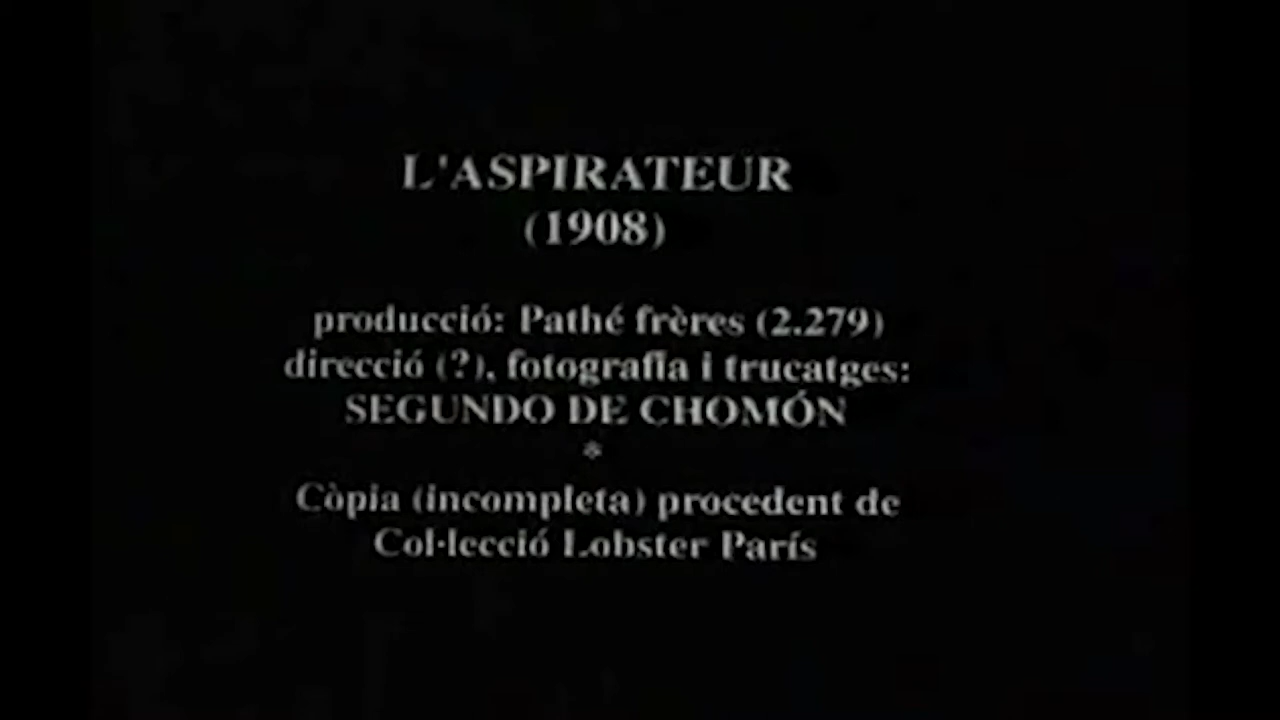 L'ASPIRATEUR
(1908)
producció: Pathé frères (2.279)
direcció (?), fotografia i trucatges:
SEGUNDO DE CHOMÓN
*
Còpia (incompleta) procedent de
Col·lecció Lobster París